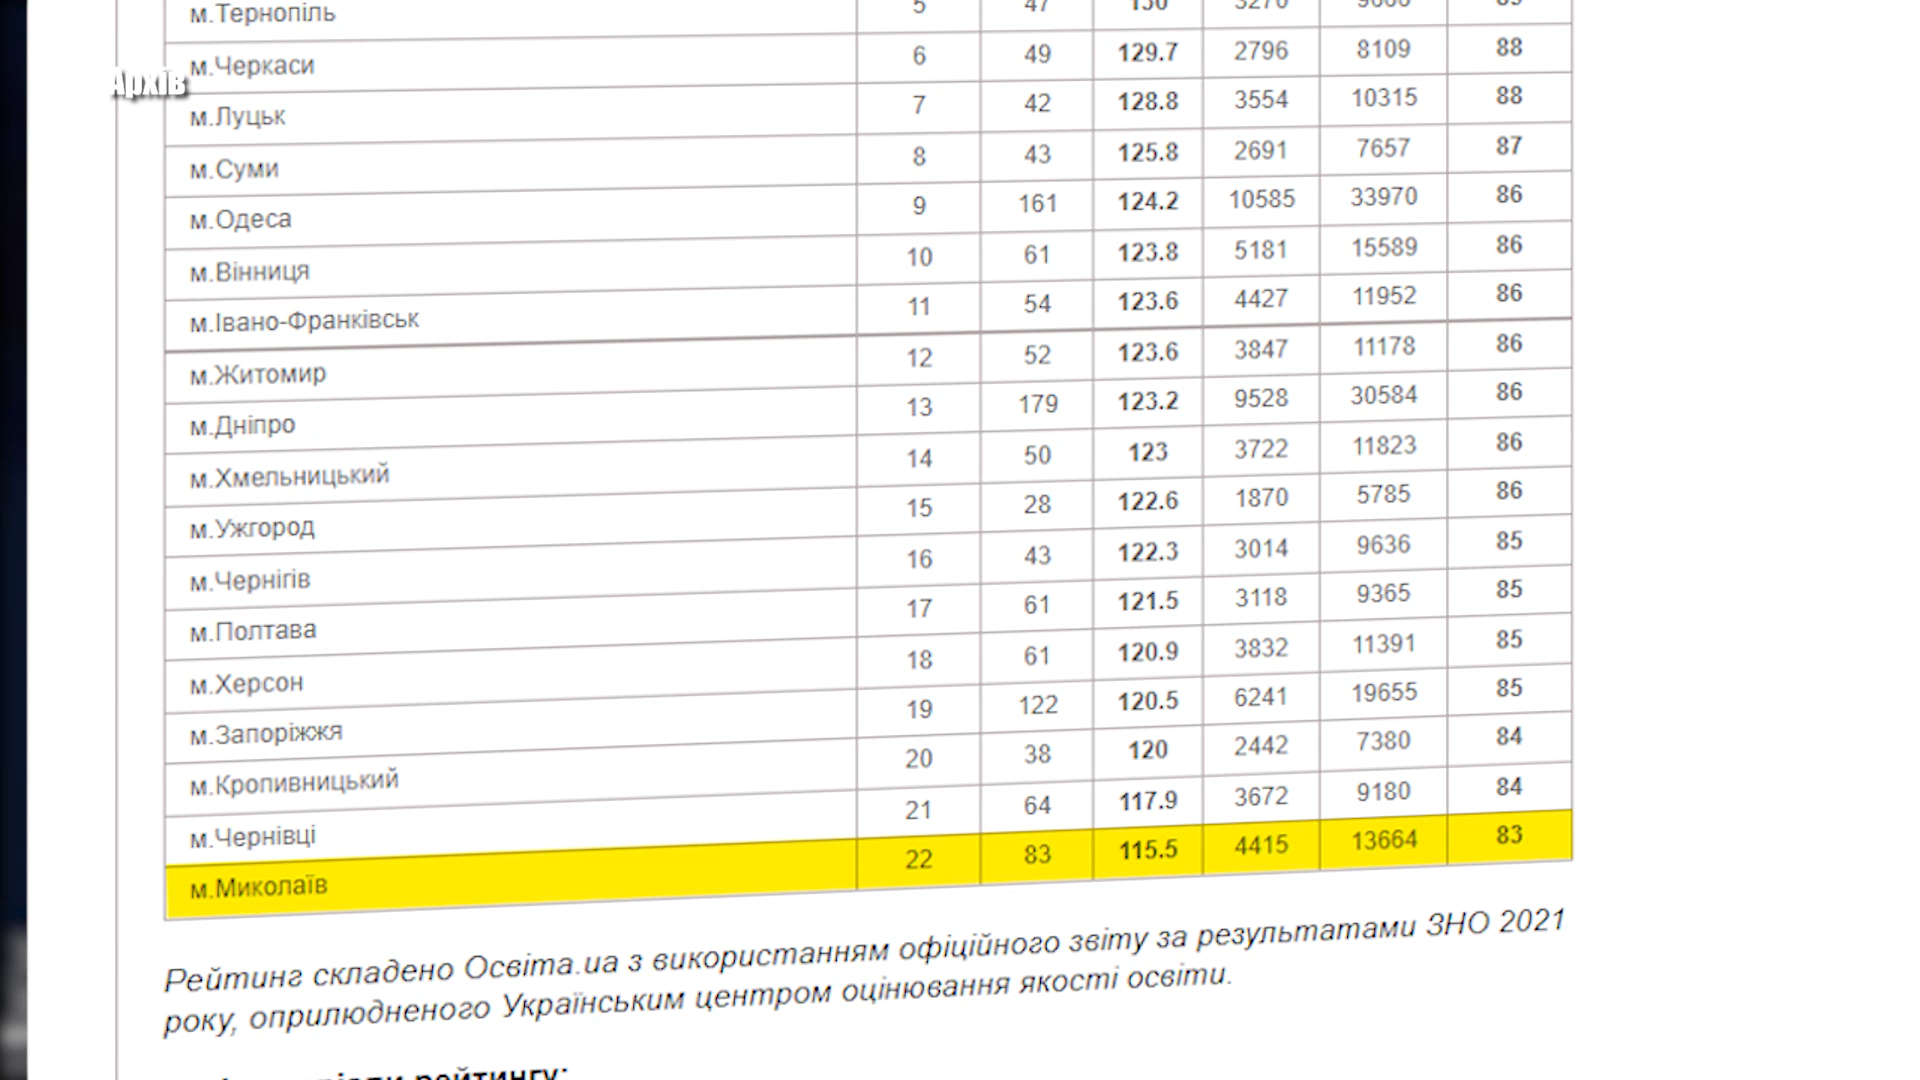 м.Тернопіль 5 47 130 3270
Архів
м.Черкаси 6 49 129.7 2796 8109 88
м.Луцьк 7 42 128.8 3554 10315 88
м.Суми 8 43 125.8 2691 7657 87
м.Одеса 9 161 124.2 10585 33970 86
м.Вінниця 10 61 123.8 5181 15589 86
м.Івано-Франківськ 11 54 123.6 4427 11952 86
м.Житомир 12 52 123.6 3847 11178 86
м.Дніпро 13 179 123.2 9528 30584 86
м.Хмельницький 14 50 123 3722 11823 86
м.Ужгород 15 28 122.6 1870 5785 86
м.Чернігів 16 43 122.3 3014 9636 85
м.Полтава 17 61 121.5 3118 9365 85
м.Херсон 18 61 120.9 3832 11391 85
м.Запоріжжя 19 122 120.5 6241 19655 85
м.Кропивницький 20 38 120 2442 7380 84
м.Чернівці 21 64 117.9 3672 9180 84
м.Миколаїв 22 83 115.5 4415 13664 83
Рейтинг складено Освіта.ua з використанням офіційного звіту за результатами ЗНО 2021
року, оприлюдненого Українським центром оцінювання якості освіти.
рейтингу: